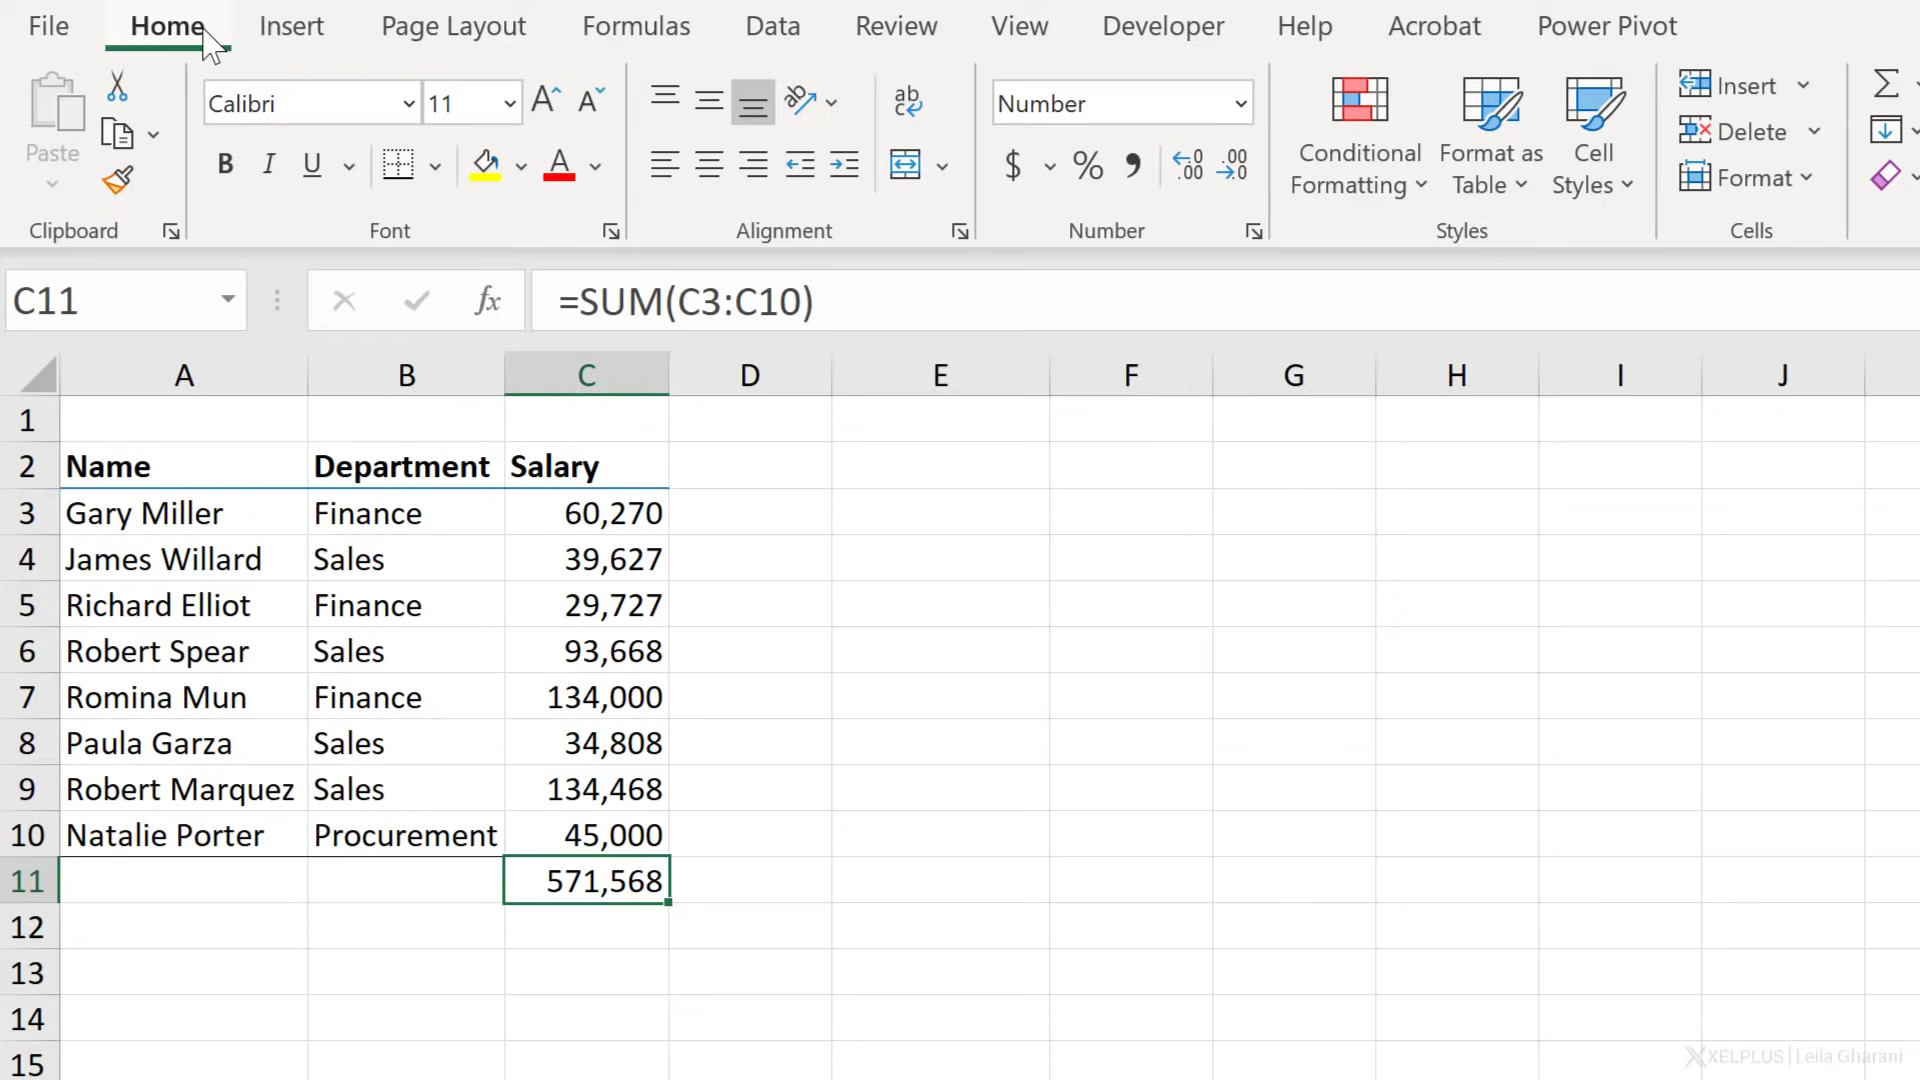 File Home Insert Page Layout Formulas Data Review View Developer Help Acrobat Power Pivot
Paste
Clipboard
Calibri 11
B I U
Font
ab
Alignment
Number
$ %
Number
Conditional Formatting
Format as Table
Cell Styles
Styles
Insert
Delete
Format
Cells
C11 fx =SUM(C3:C10)
A B C D E F G H I J
1
2 Name Department Salary
3 Gary Miller Finance 60,270
4 James Willard Sales 39,627
5 Richard Elliot Finance 29,727
6 Robert Spear Sales 93,668
7 Romina Mun Finance 134,000
8 Paula Garza Sales 34,808
9 Robert Marquez Sales 134,468
10 Natalie Porter Procurement 45,000
11 571,568
12
13
14
15
XELPLUS | Leila Gharani